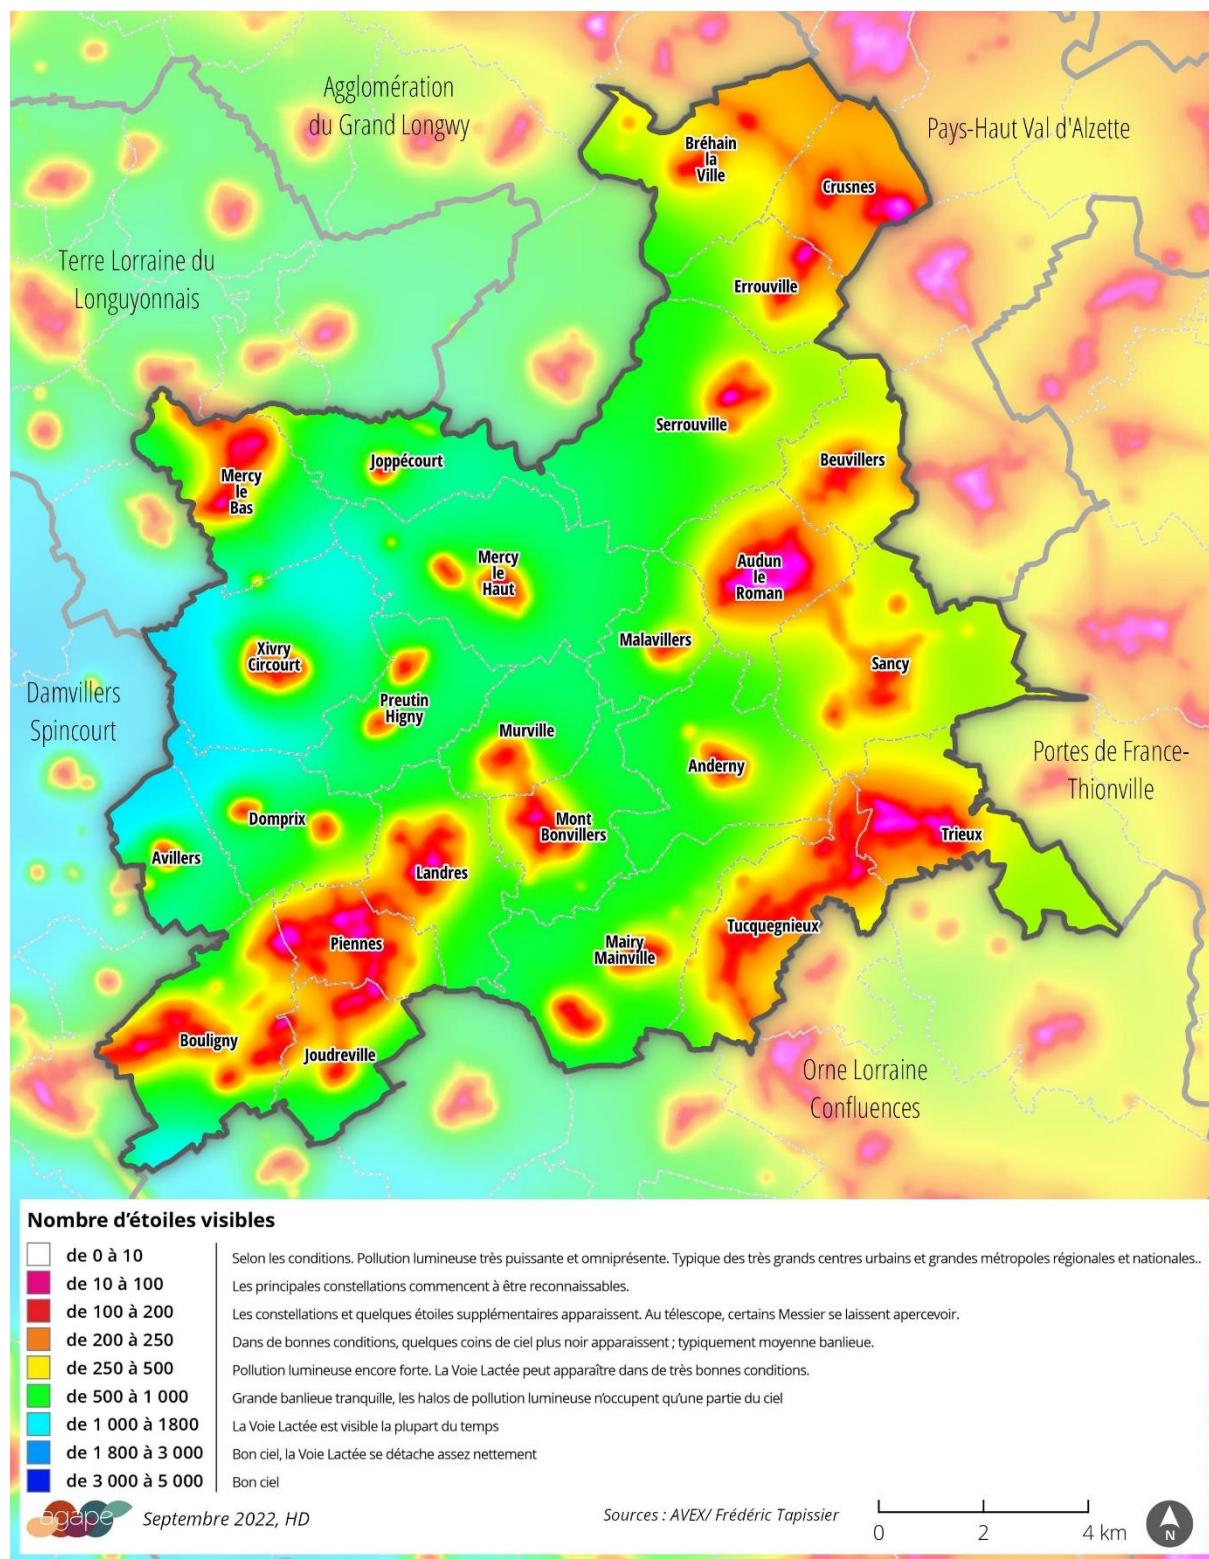 Agglomération
du Grand Longwy
Pays-Haut Val d'Alzette
Bréhain
la
Ville
Crusnes
Terre Lorraine du
Longuyonnais
Errouville
Serrouville
Joppécourt
Beuvillers
Mercy
le
Bas
Mercy
le
Haut
Audun
le
Roman
Malavillers
Xivry
Circourt
Sancy
Damvillers
Spincourt
Preutin
Higny
Murville
Anderny
Portes de France-
Thionville
Domprix
Mont
Bonvillers
Trieux
Avillers
Landres
Tucquegnieux
Piennes
Mairy
Mainville
Bouligny
Joudreville
Orne Lorraine
Confluences
Nombre d’étoiles visibles
de 0 à 10
Selon les conditions. Pollution lumineuse très puissante et omniprésente. Typique des très grands centres urbains et grandes métropoles régionales et nationales..
de 10 à 100
Les principales constellations commencent à être reconnaissables.
de 100 à 200
Les constellations et quelques étoiles supplémentaires apparaissent. Au télescope, certains Messier se laissent apercevoir.
de 200 à 250
Dans de bonnes conditions, quelques coins de ciel plus noir apparaissent ; typiquement moyenne banlieue.
de 250 à 500
Pollution lumineuse encore forte. La Voie Lactée peut apparaître dans de très bonnes conditions.
de 500 à 1 000
Grande banlieue tranquille, les halos de pollution lumineuse n’occupent qu’une partie du ciel
de 1 000 à 1800
La Voie Lactée est visible la plupart du temps
de 1 800 à 3 000
Bon ciel, la Voie Lactée se détache assez nettement
de 3 000 à 5 000
Bon ciel
agape
Septembre 2022, HD
Sources : AVEX/ Frédéric Tapissier
0 2 4 km
N